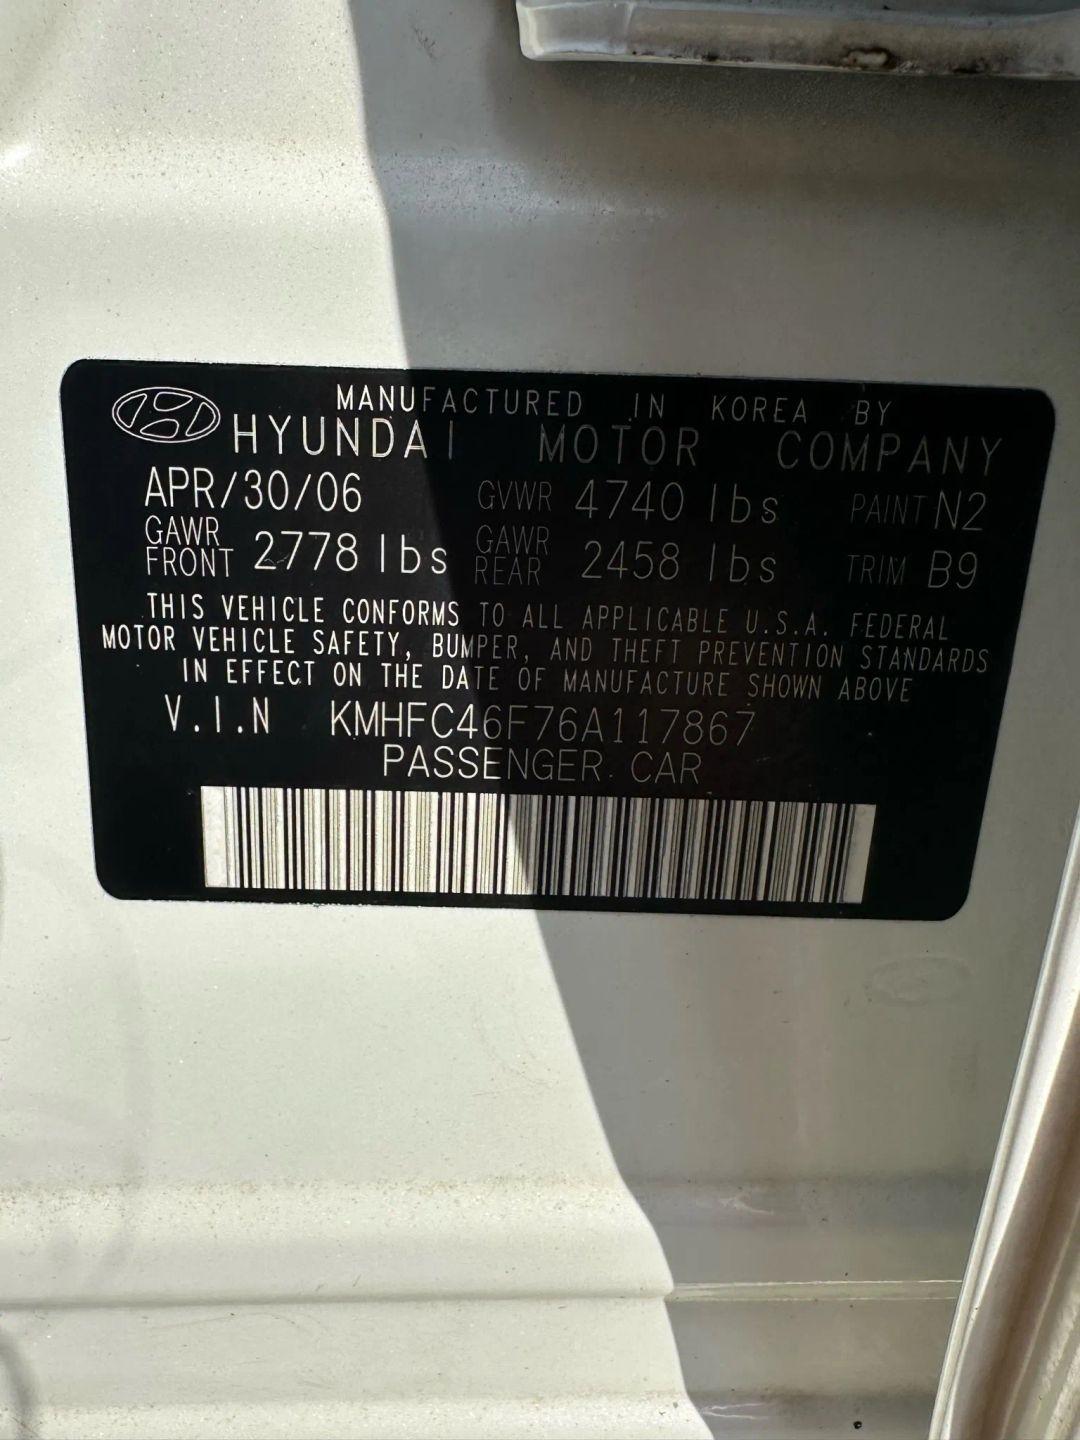 MANUFACTURED IN KOREA BY
HYUNDAI MOTOR COMPANY
APR/30/06 GVWR 4740 lbs PAINT N2
GAWR FRONT 2778 lbs GAWR REAR 2458 lbs TRIM B9
THIS VEHICLE CONFORMS TO ALL APPLICABLE U.S.A. FEDERAL
MOTOR VEHICLE SAFETY, BUMPER, AND THEFT PREVENTION STANDARDS
IN EFFECT ON THE DATE OF MANUFACTURE SHOWN ABOVE
V.I.N KMHFC46F76A117867
PASSENGER CAR